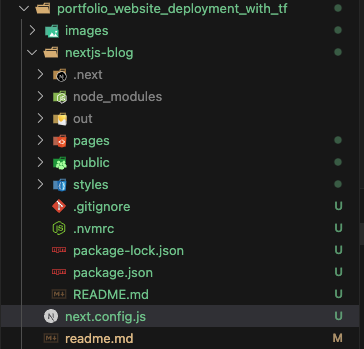 portfolio_website_deployment_with_tf
images
nextjs-blog
.next
node_modules
out
pages
public
styles
.gitignore
.nvmrc U
package-lock.json U
package.json U
README.md U
next.config.js U
readme.md M